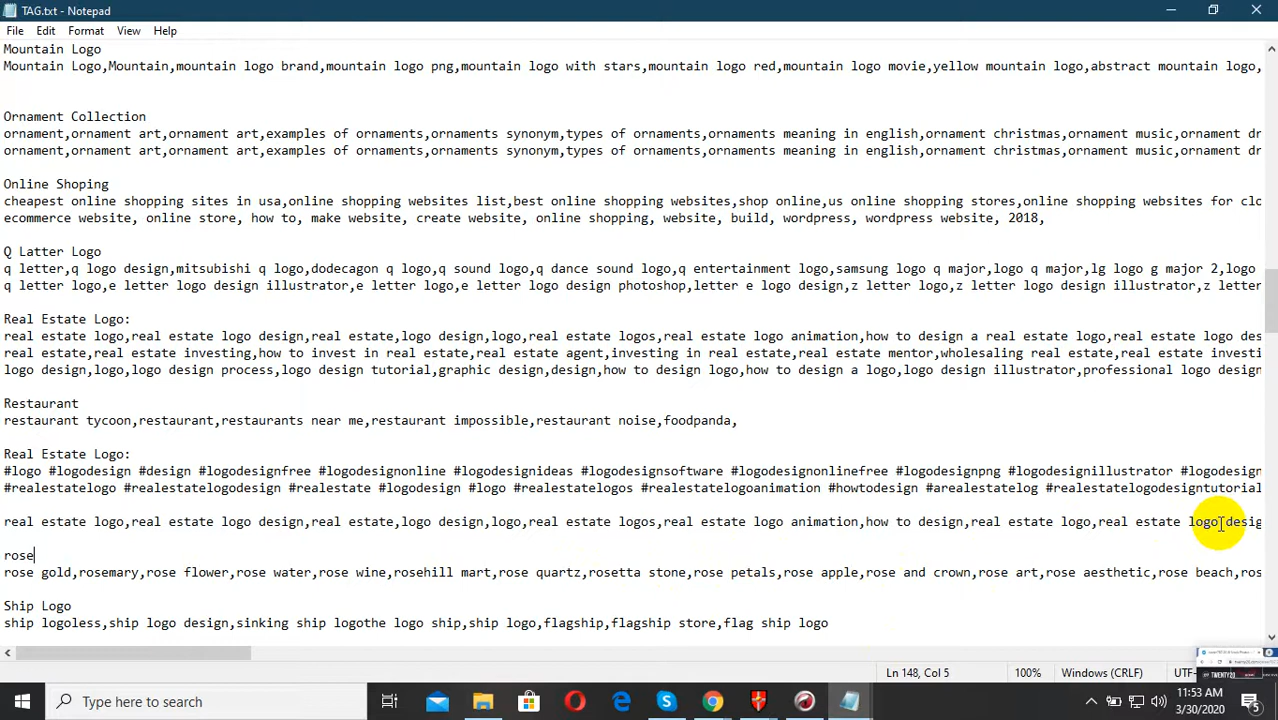 TAG.txt - Notepad
File Edit Format View Help
Mountain Logo
Mountain Logo,Mountain,mountain logo brand,mountain logo png,mountain logo with stars,mountain logo red,mountain logo movie,yellow mountain logo,abstract mountain logo,
Ornament Collection
ornament,ornament art,ornament art,examples of ornaments,ornaments synonym,types of ornaments,ornaments meaning in english,ornament christmas,ornament music,ornament dr
ornament,ornament art,ornament art,examples of ornaments,ornaments synonym,types of ornaments,ornaments meaning in english,ornament christmas,ornament music,ornament dr
Online Shoping
cheapest online shopping sites in usa,online shopping websites list,best online shopping websites,shop online,us online shopping stores,online shopping websites for clo
ecommerce website, online store, how to, make website, create website, online shopping, website, build, wordpress, wordpress website, 2018,
Q Latter Logo
q letter,q logo design,mitsubishi q logo,dodecagon q logo,q sound logo,q dance sound logo,q entertainment logo,samsung logo q major,logo q major,lg logo g major 2,logo
q letter logo,e letter logo design illustrator,e letter logo,e letter logo design photoshop,letter e logo design,z letter logo,z letter logo design illustrator,z letter
Real Estate Logo:
real estate logo,real estate logo design,real estate,logo design,logo,real estate logos,real estate logo animation,how to design a real estate logo,real estate logo des
real estate,real estate investing,how to invest in real estate,real estate agent,investing in real estate,real estate mentor,wholesaling real estate,real estate investi
logo design,logo,logo design process,logo design tutorial,graphic design,design,how to design logo,how to design a logo,logo design illustrator,professional logo design
Restaurant
restaurant tycoon,restaurant,restaurants near me,restaurant impossible,restaurant noise,foodpanda,
Real Estate Logo:
#logo #logodesign #design #logodesignfree #logodesignonline #logodesignideas #logodesignsoftware #logodesignonlinefree #logodesignpng #logodesignillustrator #logodesign
#realestatelogo #realestatelogodesign #realestate #logodesign #logo #realestatelogos #realestatelogoanimation #howtodesign #arealestatelog #realestatelogodesigntutorial
real estate logo,real estate logo design,real estate,logo design,logo,real estate logos,real estate logo animation,how to design,real estate logo,real estate logo desig
rose
rose gold,rosemary,rose flower,rose water,rose wine,rosehill mart,rose quartz,rosetta stone,rose petals,rose apple,rose and crown,rose art,rose aesthetic,rose beach,ros
Ship Logo
ship logoless,ship logo design,sinking ship logothe logo ship,ship logo,flagship,flagship store,flag ship logo
Ln 148, Col 5 100% Windows (CRLF) UTF-
TWENTY20
Type here to search
11:53 AM
3/30/2020
5